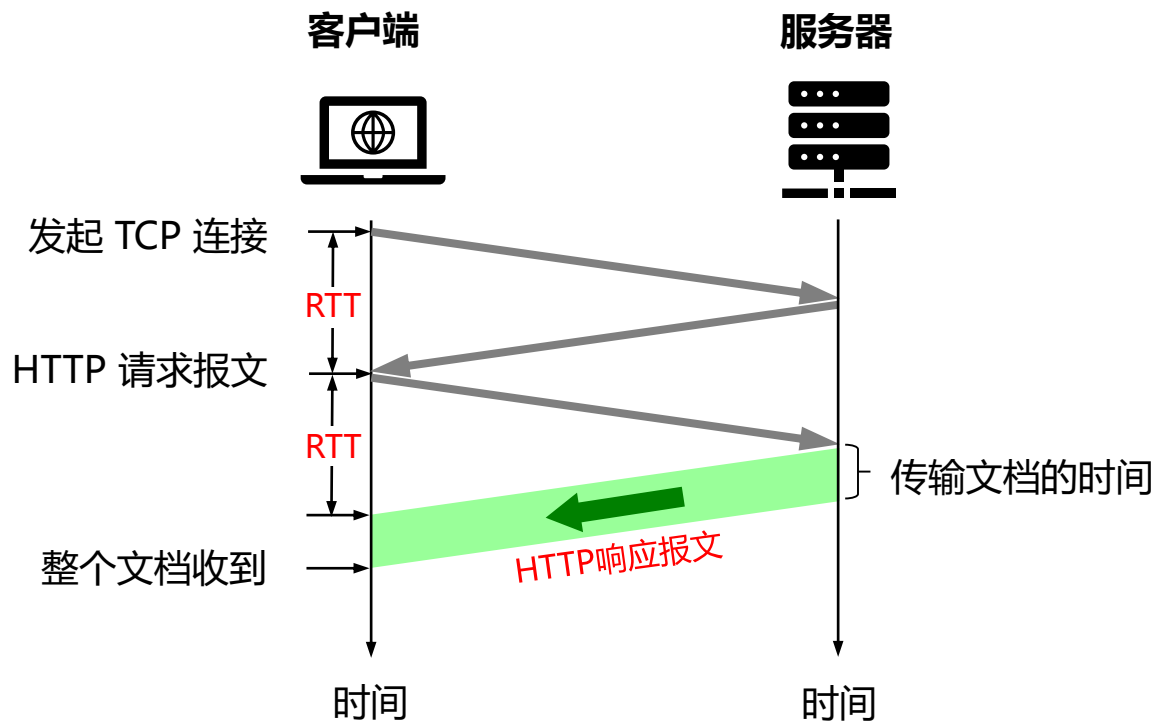 客户端
服务器
发起 TCP 连接
RTT
HTTP 请求报文
RTT
传输文档的时间
HTTP响应报文
整个文档收到
时间
时间